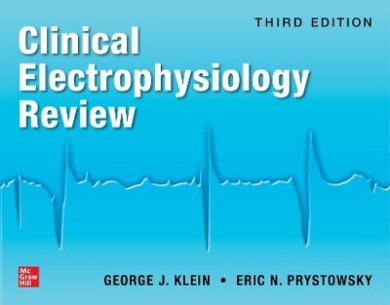 THIRD EDITION
Clinical
Electrophysiology
Review
Mc
Graw
Hill
GEORGE J. KLEIN • ERIC N. PRYSTOWSKY